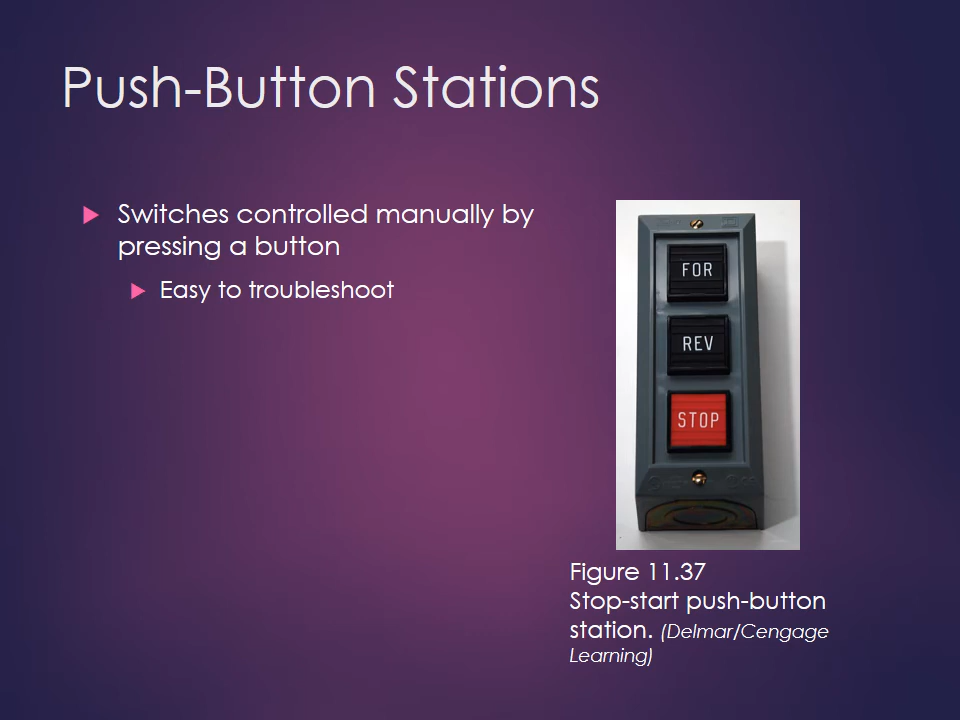 Push-Button Stations
Switches controlled manually by
pressing a button
Easy to troubleshoot
FOR
REV
STOP
Figure 11.37
Stop-start push-button
station. (Delmar/Cengage
Learning)